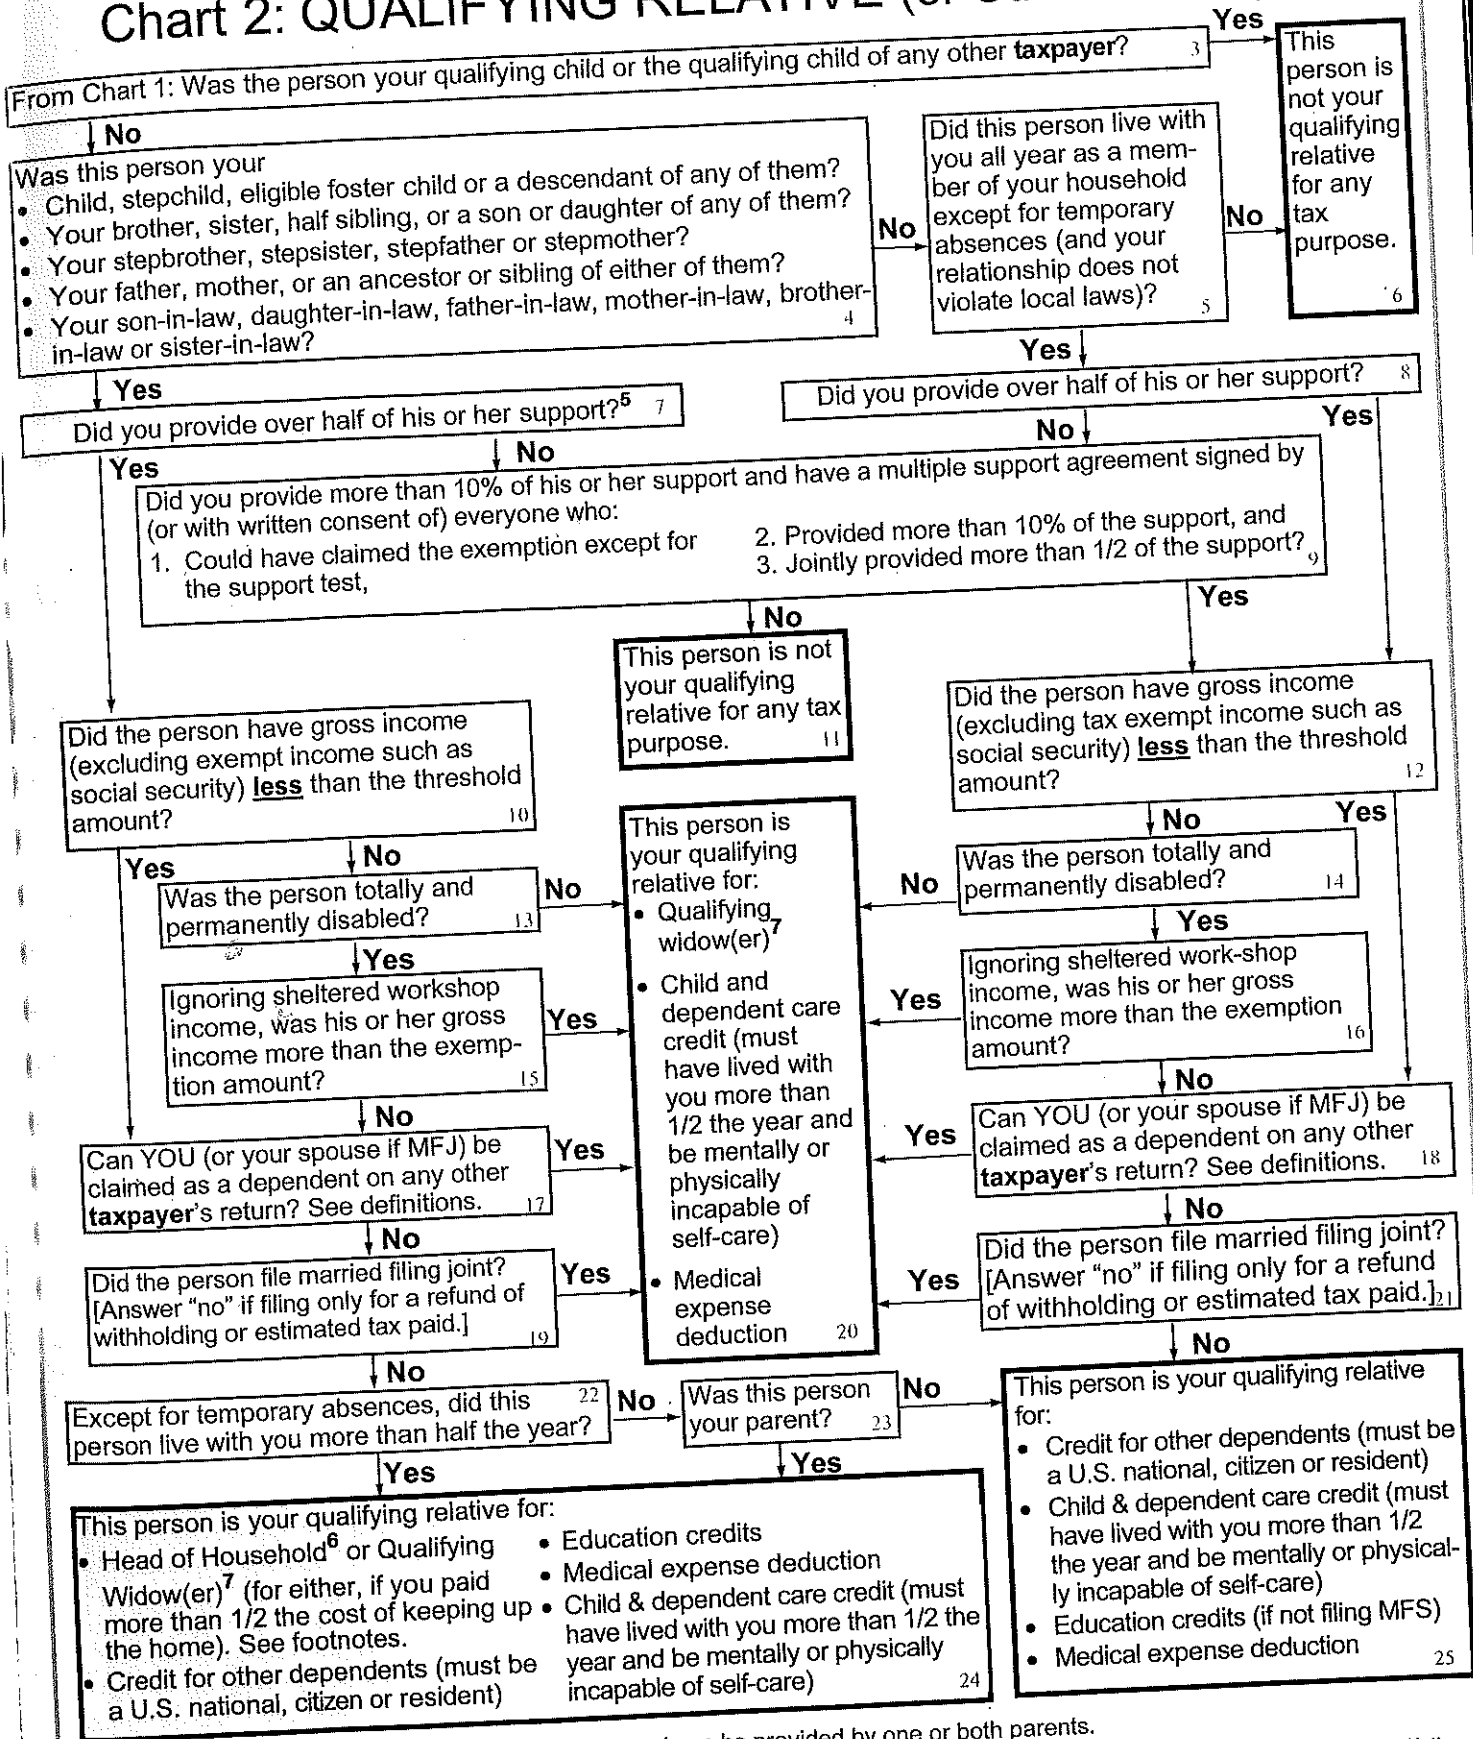 Chart 2: QUALIFYING RELATIVE (or
Yes
From Chart 1: Was the person your qualifying child or the qualifying child of any other taxpayer? 3
This
person is
not your
qualifying
relative
for any
tax
purpose.
6
No
Was this person your
• Child, stepchild, eligible foster child or a descendant of any of them?
• Your brother, sister, half sibling, or a son or daughter of any of them?
• Your stepbrother, stepsister, stepfather or stepmother?
• Your father, mother, or an ancestor or sibling of either of them?
• Your son-in-law, daughter-in-law, father-in-law, mother-in-law, brother-
in-law or sister-in-law? 4
No
Did this person live with
you all year as a mem-
ber of your household
except for temporary
absences (and your
relationship does not
violate local laws)? 5
No
Yes
Yes
Did you provide over half of his or her support?5 7
Did you provide over half of his or her support? 8
Yes
No
No
Yes
Did you provide more than 10% of his or her support and have a multiple support agreement signed by
(or with written consent of) everyone who:
1. Could have claimed the exemption except for
the support test,
2. Provided more than 10% of the support, and
3. Jointly provided more than 1/2 of the support? 9
No
Yes
This person is not
your qualifying
relative for any tax
purpose. 11
Did the person have gross income
(excluding exempt income such as
social security) less than the threshold
amount? 10
Did the person have gross income
(excluding tax exempt income such as
social security) less than the threshold
amount? 12
Yes
No
No
Yes
Was the person totally and
permanently disabled? 13
No
This person is
your qualifying
relative for:
• Qualifying
widow(er)7
• Child and
dependent care
credit (must
have lived with
you more than
1/2 the year and
be mentally or
physically
incapable of
self-care)
• Medical
expense
deduction 20
No
Was the person totally and
permanently disabled? 14
Yes
Yes
Ignoring sheltered workshop
income, was his or her gross
income more than the exemp-
tion amount? 15
Yes
Yes
Ignoring sheltered work-shop
income, was his or her gross
income more than the exemption
amount? 16
No
No
Can YOU (or your spouse if MFJ) be
claimed as a dependent on any other
taxpayer's return? See definitions. 17
Yes
Yes
Can YOU (or your spouse if MFJ) be
claimed as a dependent on any other
taxpayer's return? See definitions. 18
No
No
Did the person file married filing joint?
[Answer "no" if filing only for a refund of
withholding or estimated tax paid.] 19
Yes
Yes
Did the person file married filing joint?
[Answer "no" if filing only for a refund
of withholding or estimated tax paid.] 21
No
No
Except for temporary absences, did this 22
person live with you more than half the year?
No
Was this person
your parent? 23
No
Yes
Yes
This person is your qualifying relative for:
• Head of Household6 or Qualifying
Widow(er)7 (for either, if you paid
more than 1/2 the cost of keeping up
the home). See footnotes.
• Credit for other dependents (must be
a U.S. national, citizen or resident)
• Education credits
• Medical expense deduction
• Child & dependent care credit (must
have lived with you more than 1/2 the
year and be mentally or physically
incapable of self-care) 24
This person is your qualifying relative
for:
• Credit for other dependents (must be
a U.S. national, citizen or resident)
• Child & dependent care credit (must
have lived with you more than 1/2
the year and be mentally or physical-
ly incapable of self-care)
• Education credits (if not filing MFS)
• Medical expense deduction 25
be provided by one or both parents.